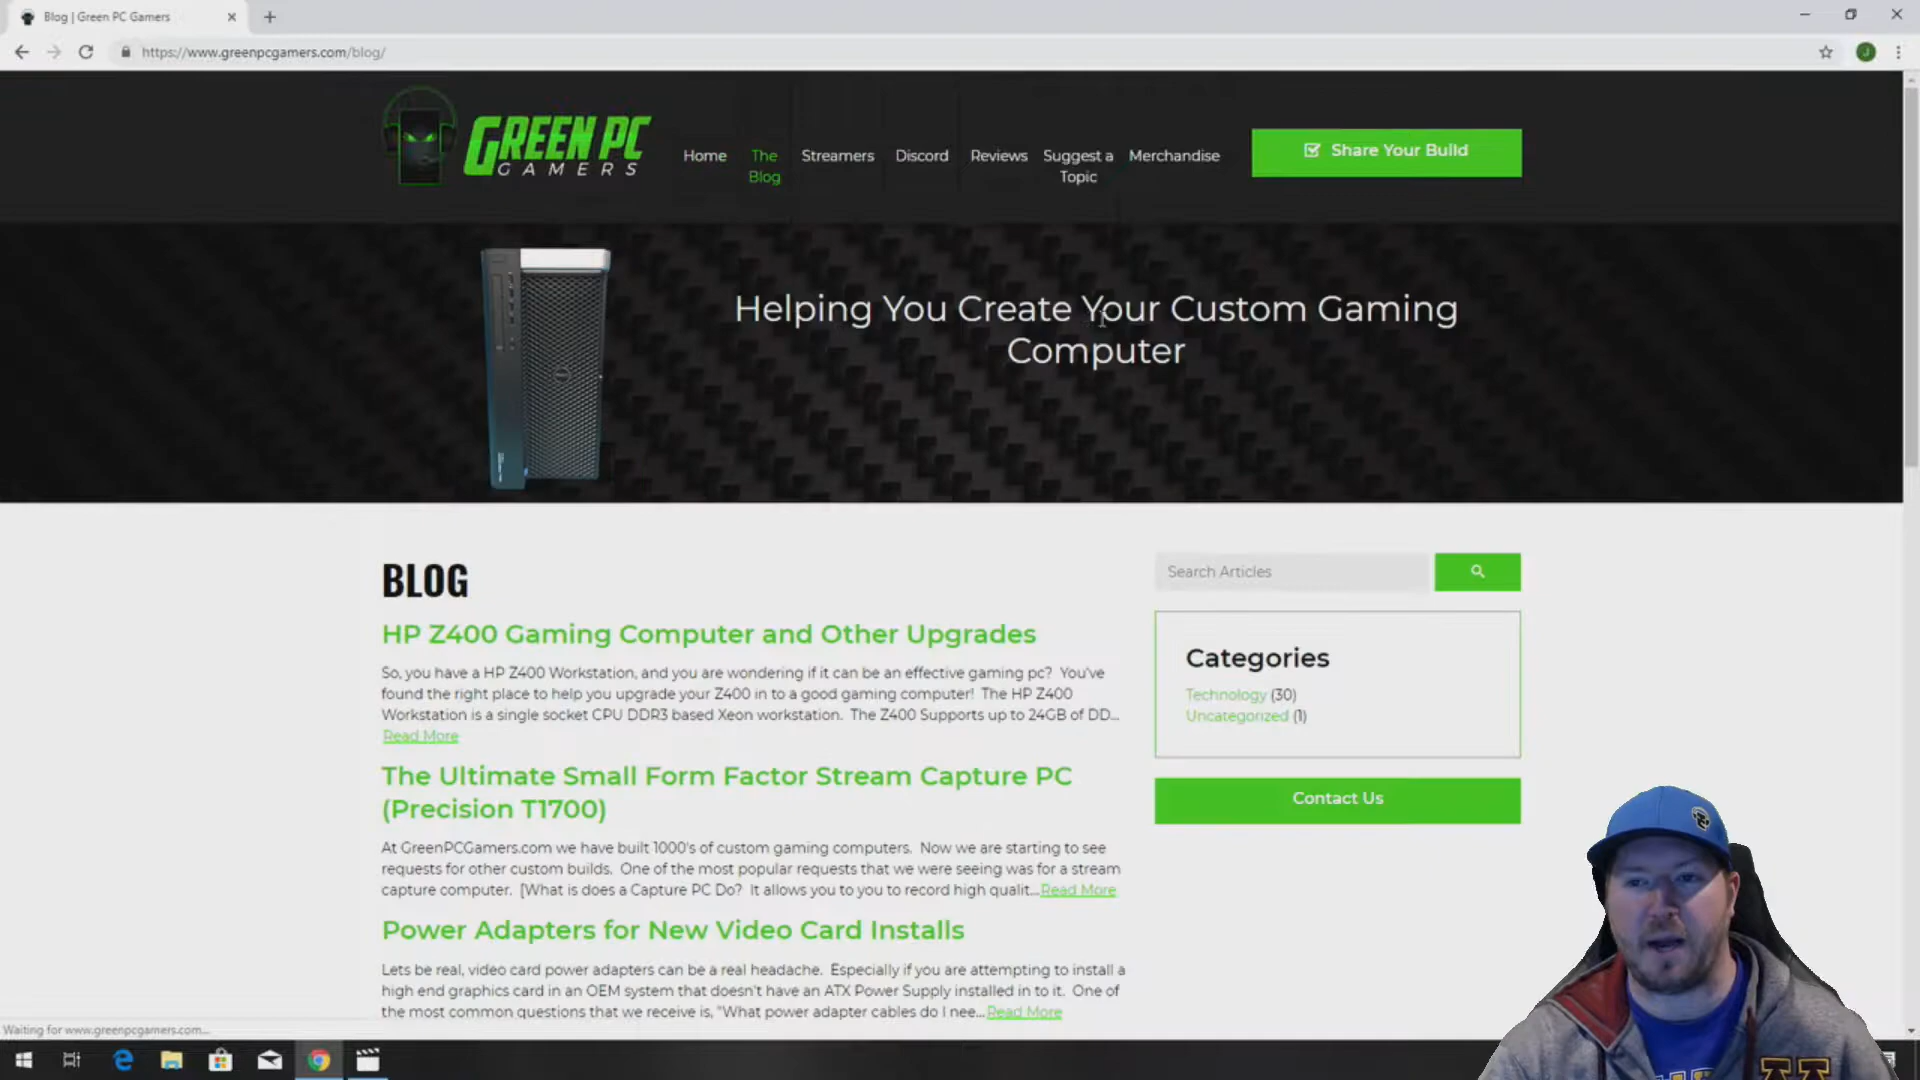 Blog | Green PC Gamers
https://www.greenpcgamers.com/blog/
J
GREEN PC
GAMERS
Home
The
Blog
Streamers
Discord
Reviews
Suggest a
Topic
Merchandise
Share Your Build
Helping You Create Your Custom Gaming
Computer
BLOG
HP Z400 Gaming Computer and Other Upgrades
So, you have a HP Z400 Workstation, and you are wondering if it can be an effective gaming pc?  You've
found the right place to help you upgrade your Z400 in to a good gaming computer!  The HP Z400
Workstation is a single socket CPU DDR3 based Xeon workstation.  The Z400 Supports up to 24GB of DD...
Read More
The Ultimate Small Form Factor Stream Capture PC
(Precision T1700)
At GreenPCGamers.com we have built 1000's of custom gaming computers.  Now we are starting to see
requests for other custom builds.  One of the most popular requests that we were seeing was for a stream
capture computer.  [What is does a Capture PC Do?  It allows you to you to record high qualit...Read More
Power Adapters for New Video Card Installs
Lets be real, video card power adapters can be a real headache.  Especially if you are attempting to install a
high end graphics card in an OEM system that doesn't have an ATX Power Supply installed in to it.  One of
the most common questions that we receive is, "What power adapter cables do I nee...Read More
Search Articles
Categories
Technology (30)
Uncategorized (1)
Contact Us
Waiting for www.greenpcgamers.com...